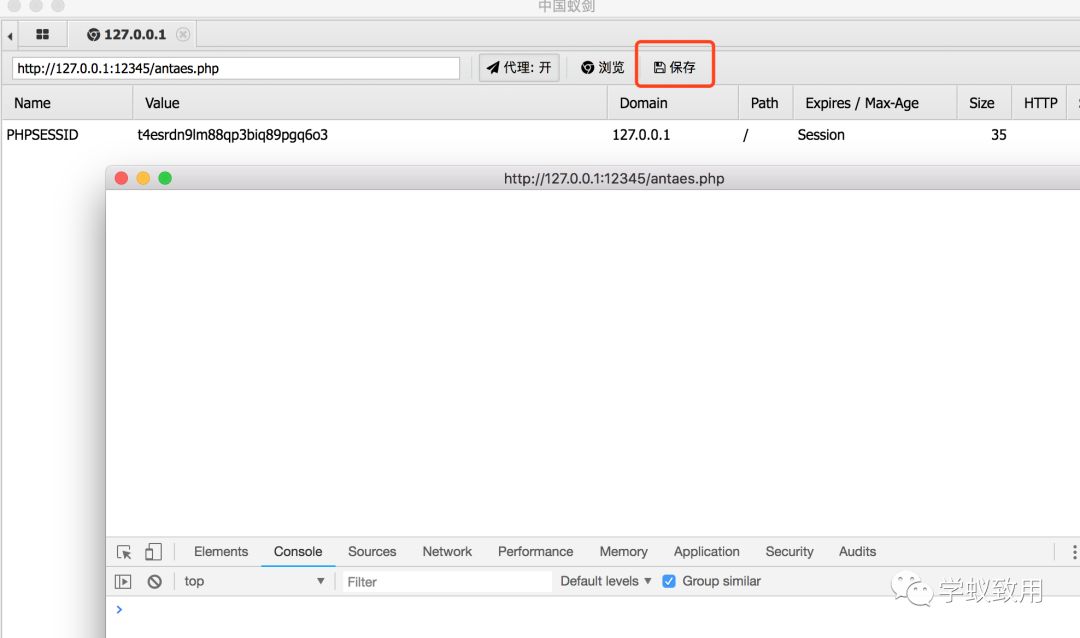 中国蚁剑
127.0.0.1
http://127.0.0.1:12345/antaes.php 代理: 开 浏览 保存
Name Value Domain Path Expires / Max-Age Size HTTP
PHPSESSID t4esrdn9lm88qp3biq89pgq6o3 127.0.0.1 / Session 35
http://127.0.0.1:12345/antaes.php
Elements Console Sources Network Performance Memory Application Security Audits
top Filter Default levels Group similar
学蚁致用